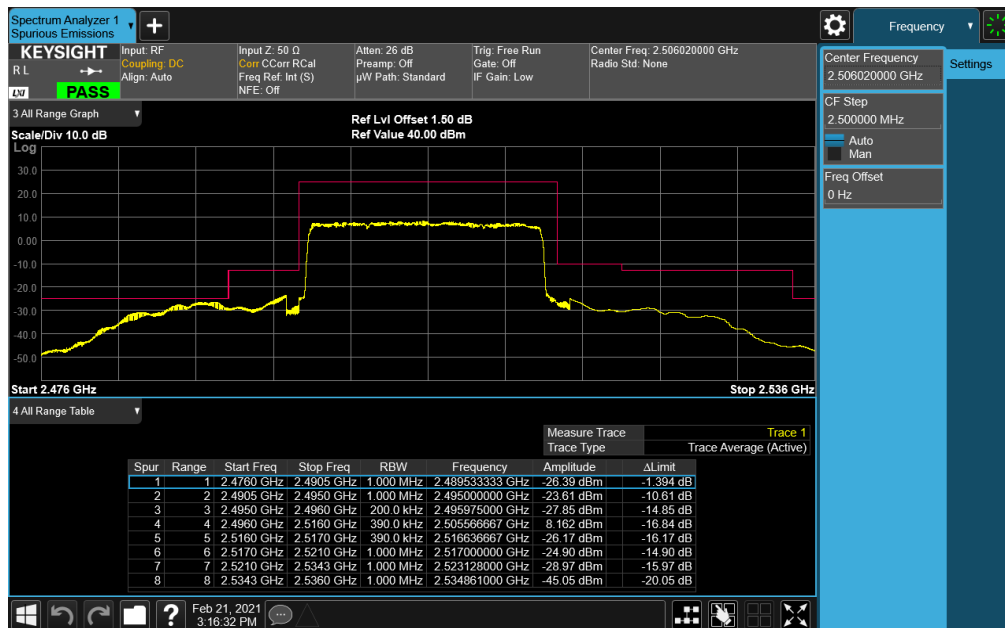 Spectrum Analyzer 1
Spurious Emissions
Frequency
KEYSIGHT
R L
LXI
PASS
Input: RF
Coupling: DC
Align: Auto
Input Z: 50 Ω
Corr CCorr RCal
Freq Ref: Int (S)
NFE: Off
Atten: 26 dB
Preamp: Off
µW Path: Standard
Trig: Free Run
Gate: Off
IF Gain: Low
Center Freq: 2.506020000 GHz
Radio Std: None
Center Frequency
2.506020000 GHz
Settings
CF Step
2.500000 MHz
Auto
Man
Freq Offset
0 Hz
3 All Range Graph
Scale/Div 10.0 dB
Ref Lvl Offset 1.50 dB
Ref Value 40.00 dBm
Log
30.0
20.0
10.0
0.00
-10.0
-20.0
-30.0
-40.0
-50.0
Start 2.476 GHz
Stop 2.536 GHz
4 All Range Table
Measure Trace Trace 1
Trace Type Trace Average (Active)
Spur Range Start Freq Stop Freq RBW Frequency Amplitude ΔLimit
1 1 2.4760 GHz 2.4905 GHz 1.000 MHz 2.489533333 GHz -26.39 dBm -1.394 dB
2 2 2.4905 GHz 2.4950 GHz 1.000 MHz 2.495000000 GHz -23.61 dBm -10.61 dB
3 3 2.4950 GHz 2.4960 GHz 200.0 kHz 2.495975000 GHz -27.85 dBm -14.85 dB
4 4 2.4960 GHz 2.5160 GHz 390.0 kHz 2.505566667 GHz 8.162 dBm -16.84 dB
5 5 2.5160 GHz 2.5170 GHz 390.0 kHz 2.516636667 GHz -26.17 dBm -16.17 dB
6 6 2.5170 GHz 2.5210 GHz 1.000 MHz 2.517000000 GHz -24.90 dBm -14.90 dB
7 7 2.5210 GHz 2.5343 GHz 1.000 MHz 2.523128000 GHz -28.97 dBm -15.97 dB
8 8 2.5343 GHz 2.5360 GHz 1.000 MHz 2.534861000 GHz -45.05 dBm -20.05 dB
Feb 21, 2021
3:16:32 PM